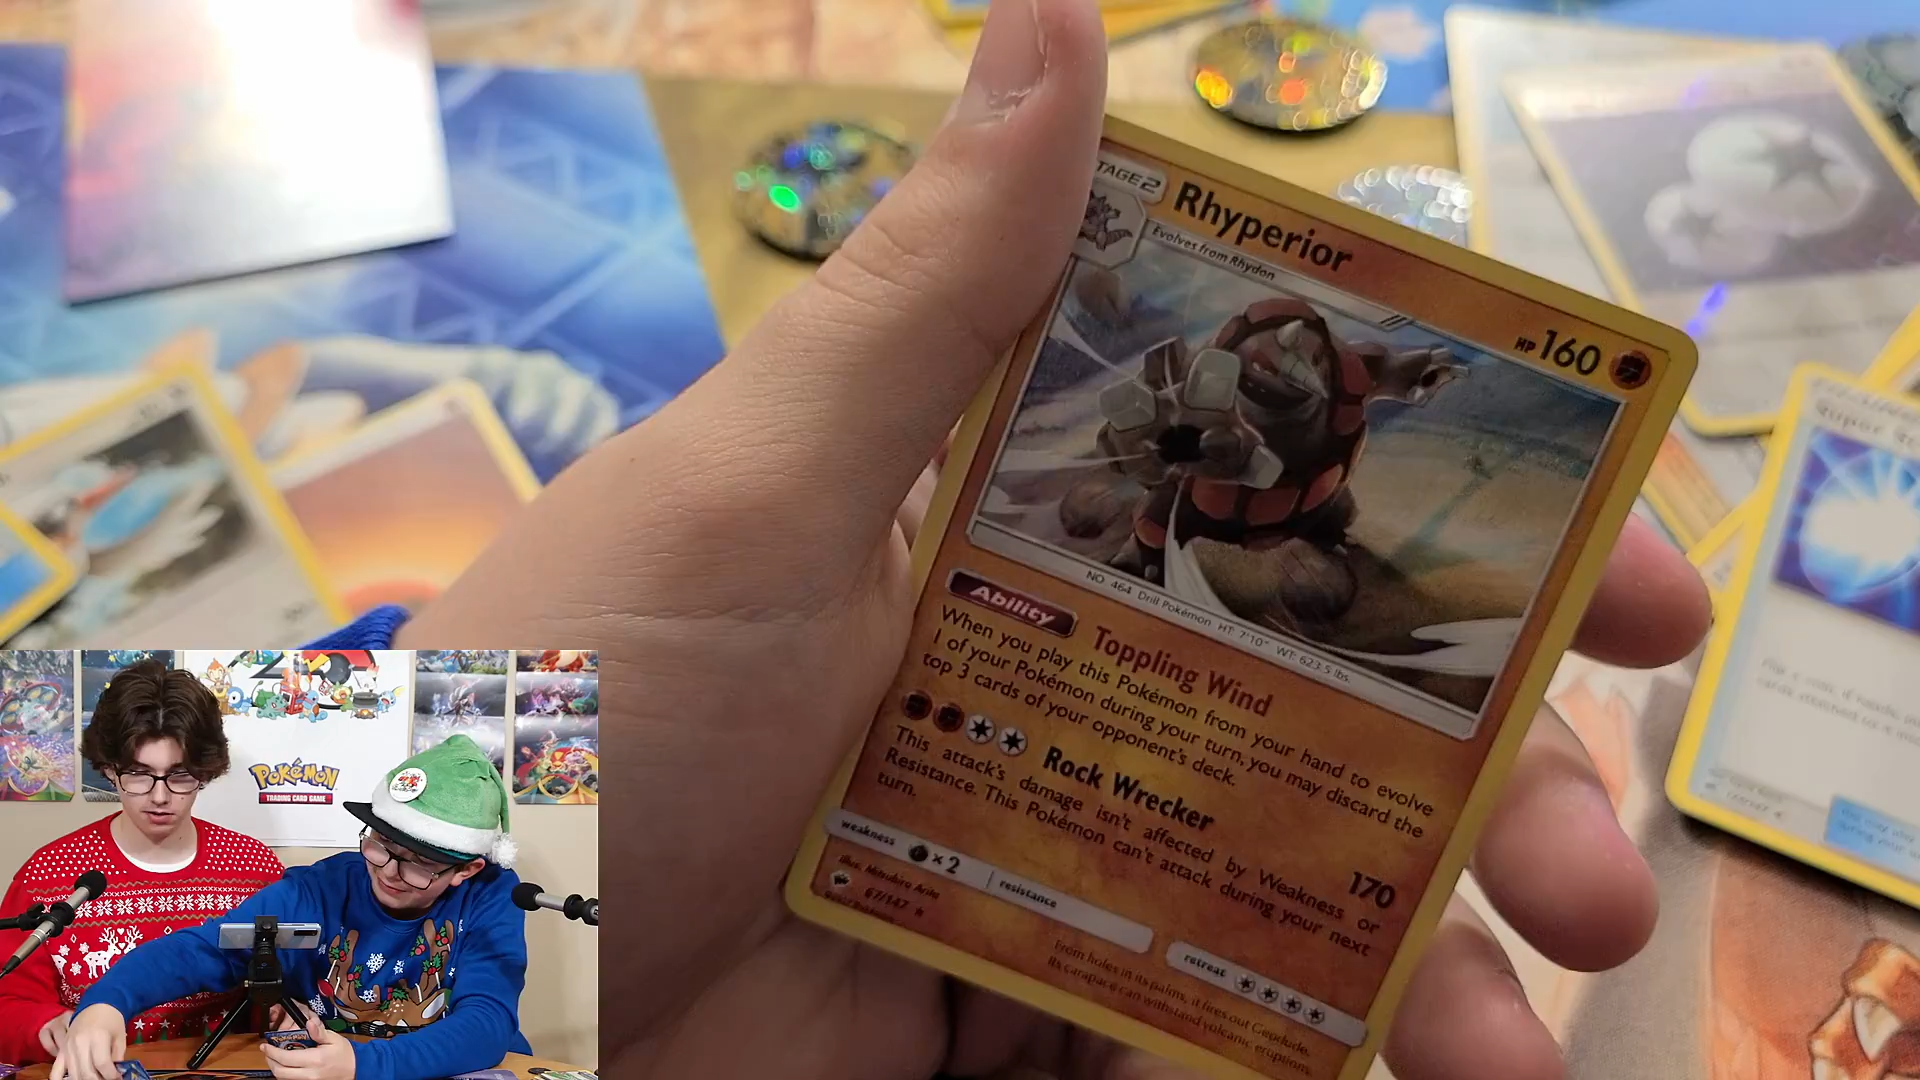 TAGE2
Rhyperior
Evolves from Rhydon
HP 160
NO. 464 Drill Pokémon HT: 7'10" WT: 623.5 lbs.
Ability
Toppling Wind
When you play this Pokémon from your hand to evolve
1 of your Pokémon during your turn, you may discard the
top 3 cards of your opponent's deck.
Rock Wrecker
170
This attack's damage isn't affected by Weakness or
Resistance. This Pokémon can't attack during your next
turn.
weakness
×2
resistance
retreat
illus. Mitsuhiro Arita
67/147 ★
From holes in its palms, it fires out Geodude.
Its carapace can withstand volcanic eruptions.
POKéMON
TRADING CARD GAME